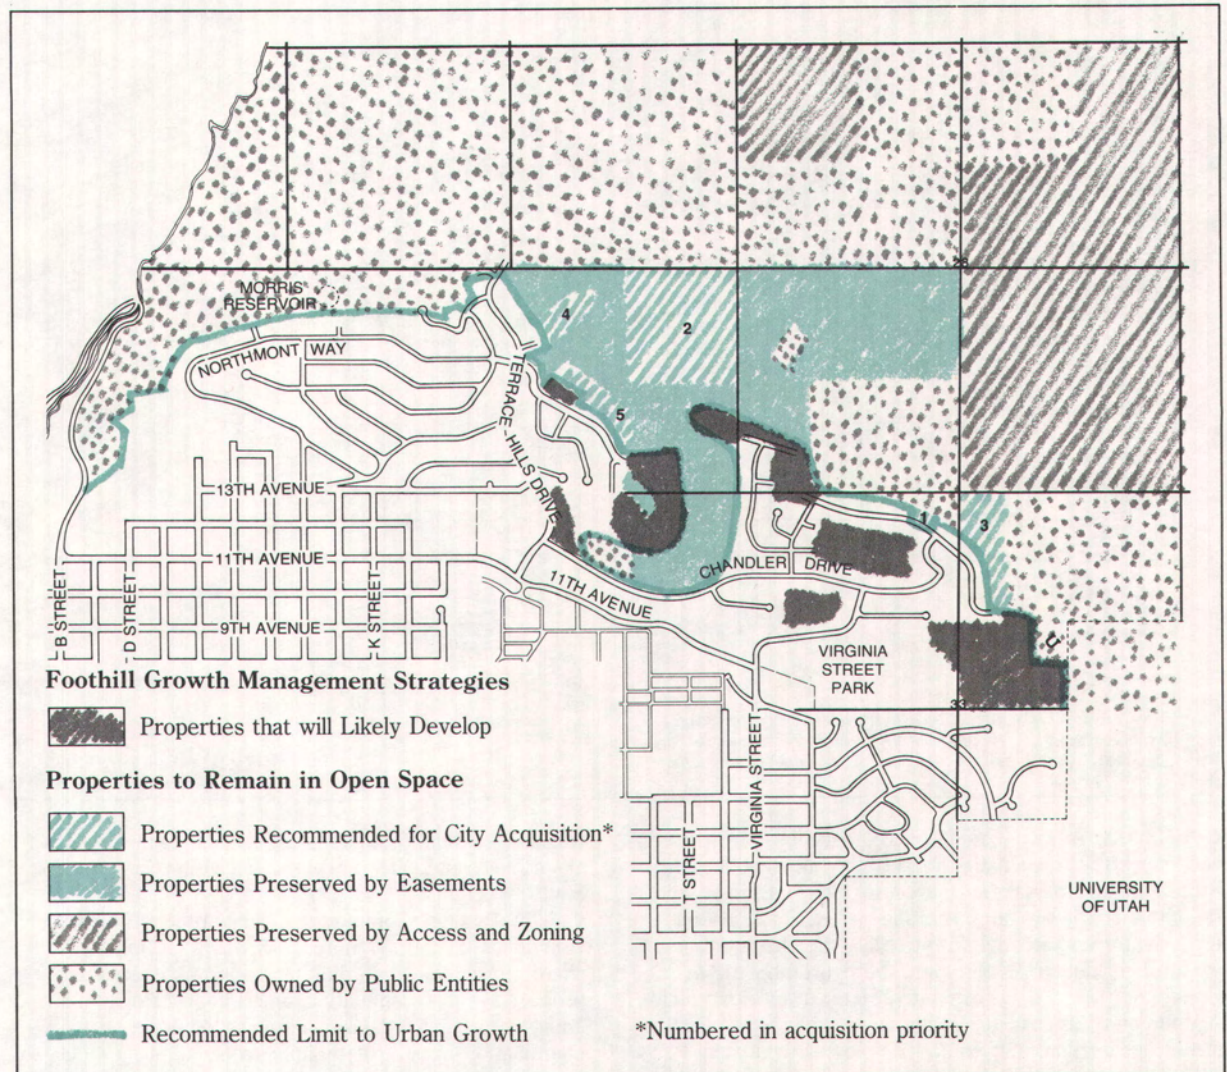 26
MORRIS
RESERVOIR
4
2
NORTHMONT WAY
TERRACE HILLS DRIVE
5
13TH AVENUE
1
3
11TH AVENUE
CHANDLER DRIVE
11TH AVENUE
B STREET
D STREET
K STREET
9TH AVENUE
VIRGINIA
STREET
PARK
U
33
Foothill Growth Management Strategies
Properties that will Likely Develop
Properties to Remain in Open Space
Properties Recommended for City Acquisition*
Properties Preserved by Easements
Properties Preserved by Access and Zoning
Properties Owned by Public Entities
Recommended Limit to Urban Growth
VIRGINIA STREET
T STREET
UNIVERSITY
OF UTAH
*Numbered in acquisition priority